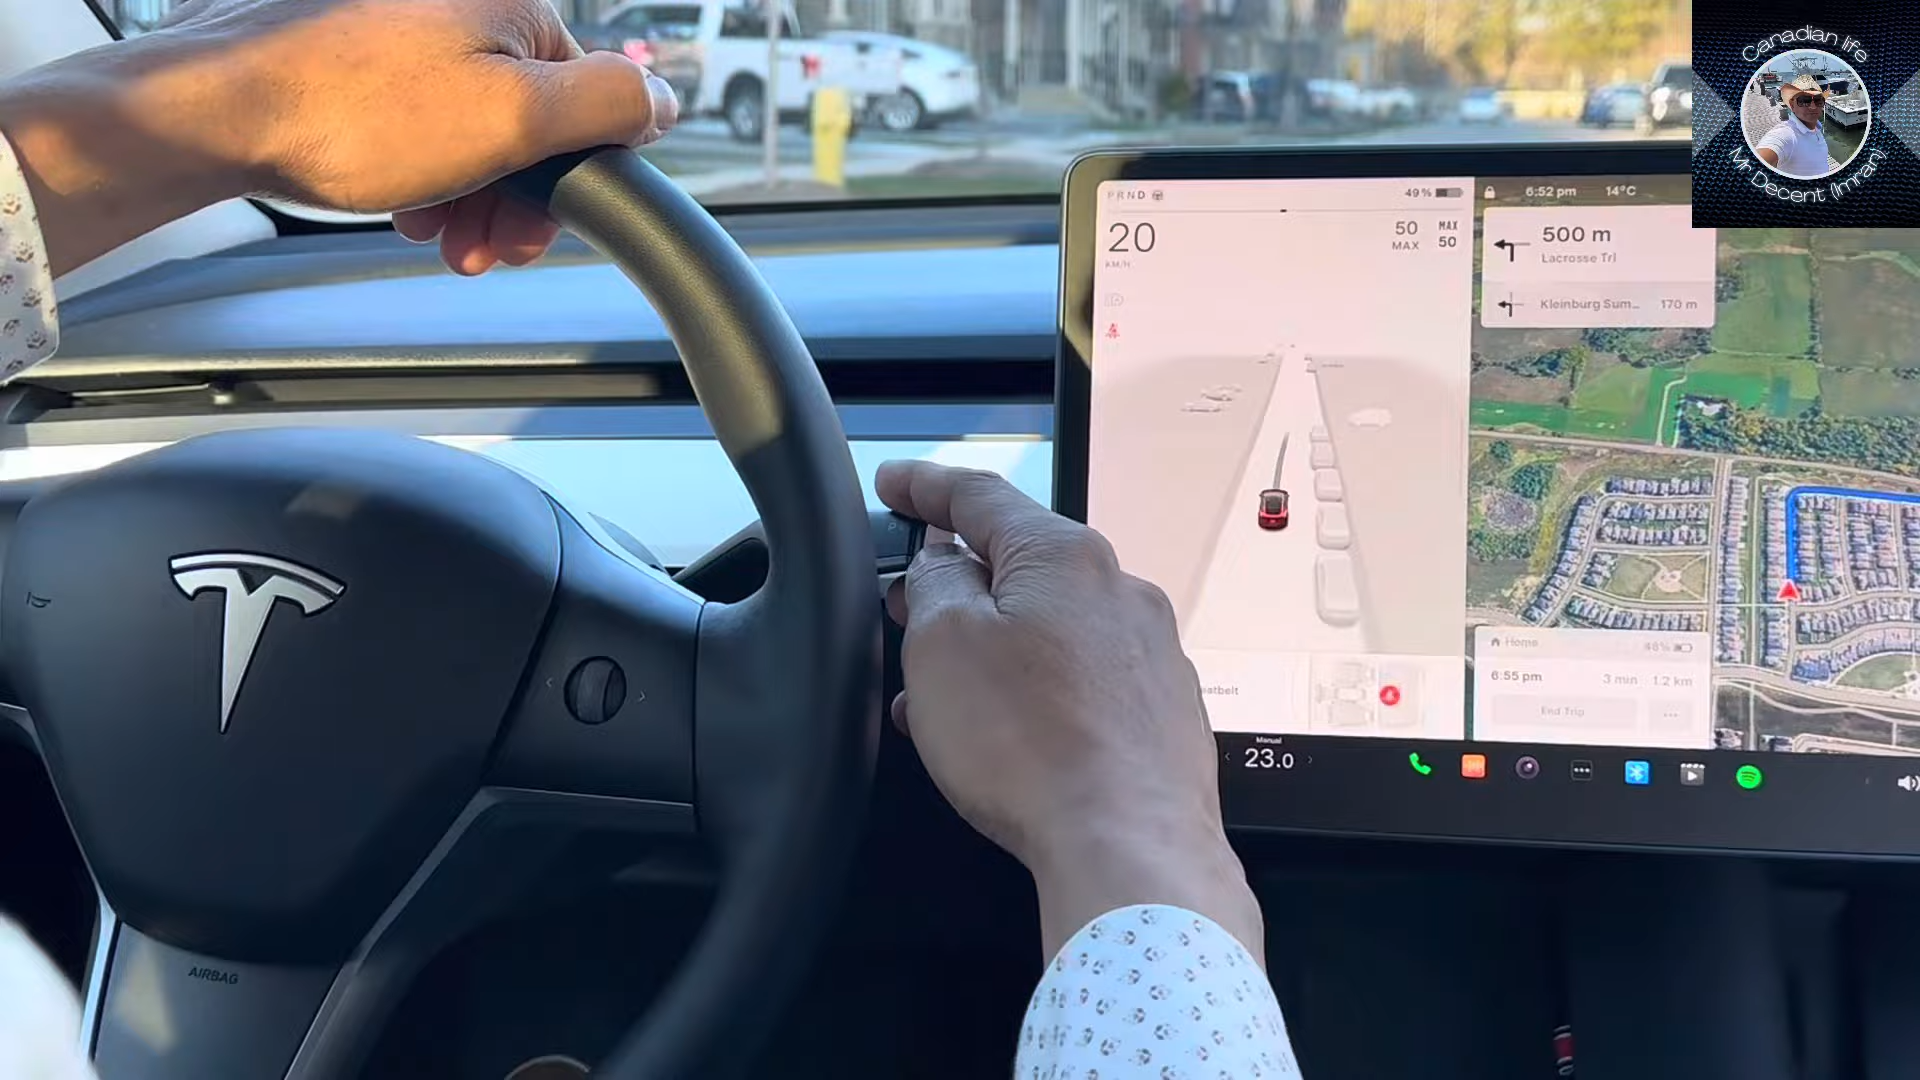 Canadian life
Mr Decent (Imran)
PRND
49%
6:52 pm
14°C
20
KM/H
50
MAX
MAX
50
500 m
Lacrosse Trl
Kleinburg Sum...
170 m
Home
48%
6:55 pm
3 min
1.2 km
End Trip
...
atbelt
Manual
23.0
P
AIRBAG